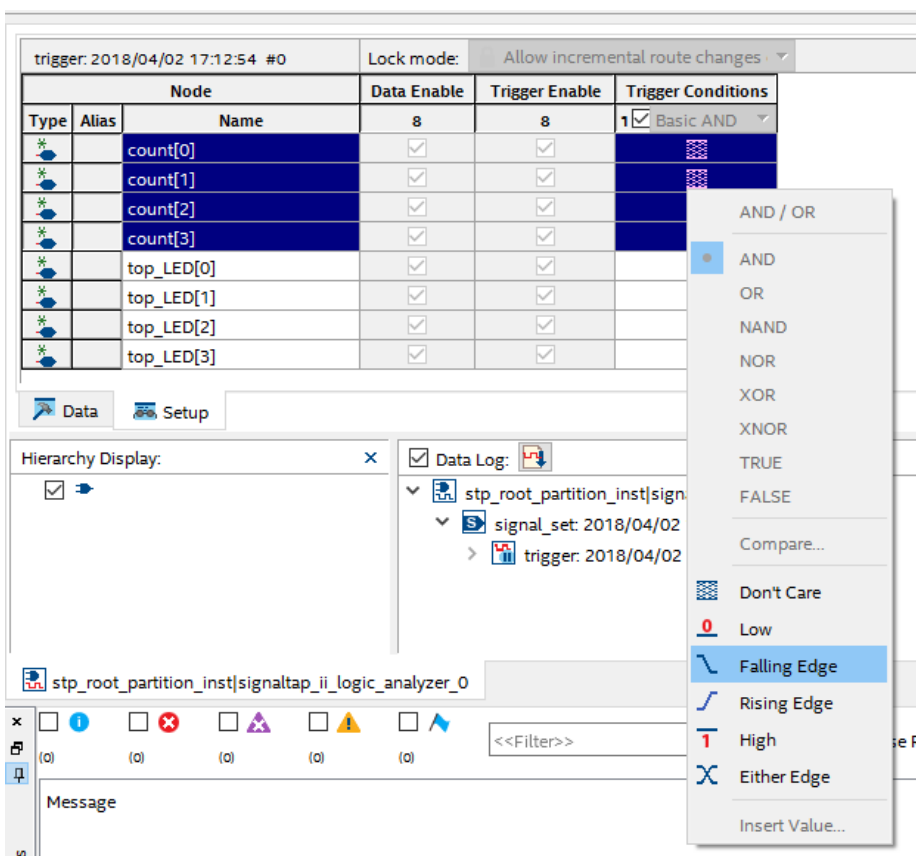 trigger: 2018/04/02 17:12:54 #0 Lock mode: Allow incremental route changes
Node Data Enable Trigger Enable Trigger Conditions
Type Alias Name 8 8 1 Basic AND
count[0]
count[1]
count[2]
count[3]
top_LED[0]
top_LED[1]
top_LED[2]
top_LED[3]
AND / OR
AND
OR
NAND
NOR
XOR
XNOR
TRUE
FALSE
Compare...
Don't Care
0 Low
Falling Edge
Rising Edge
1 High
Either Edge
Insert Value...
Data Setup
Hierarchy Display: x Data Log:
stp_root_partition_inst|sign
S signal_set: 2018/04/02
trigger: 2018/04/02
stp_root_partition_inst|signaltap_ii_logic_analyzer_0
(0) (0) (0) (0) (0) <<Filter>>
Message